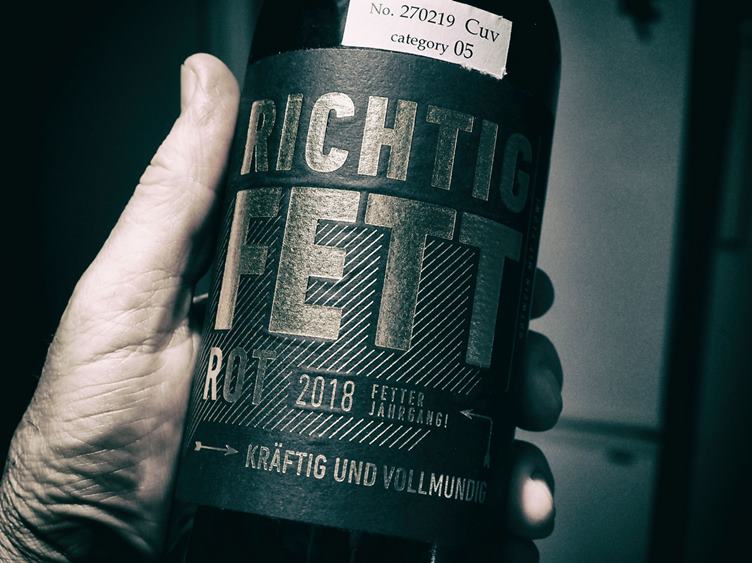 No. 270219 Cuv
category 05
RICHTIG
FETT
ROT 2018 FETTER
JAHRGANG!
KRÄFTIG UND VOLLMUNDIG